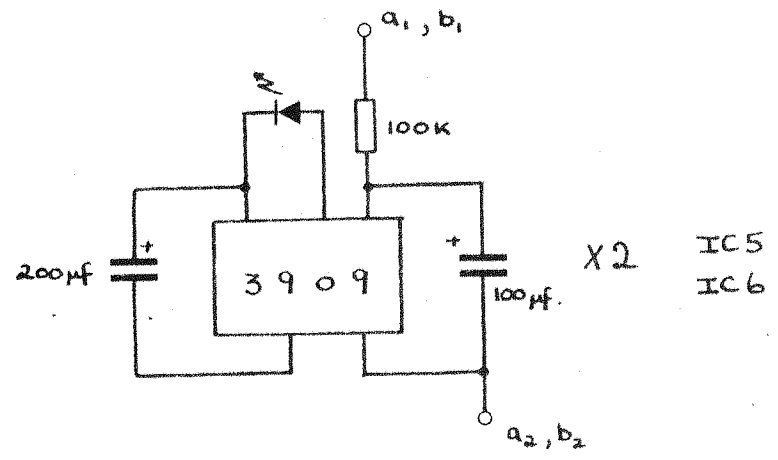 a₁, b₁
100K
+
200µf
3909
+
100µf.
X2
IC5
IC6
a₂, b₂